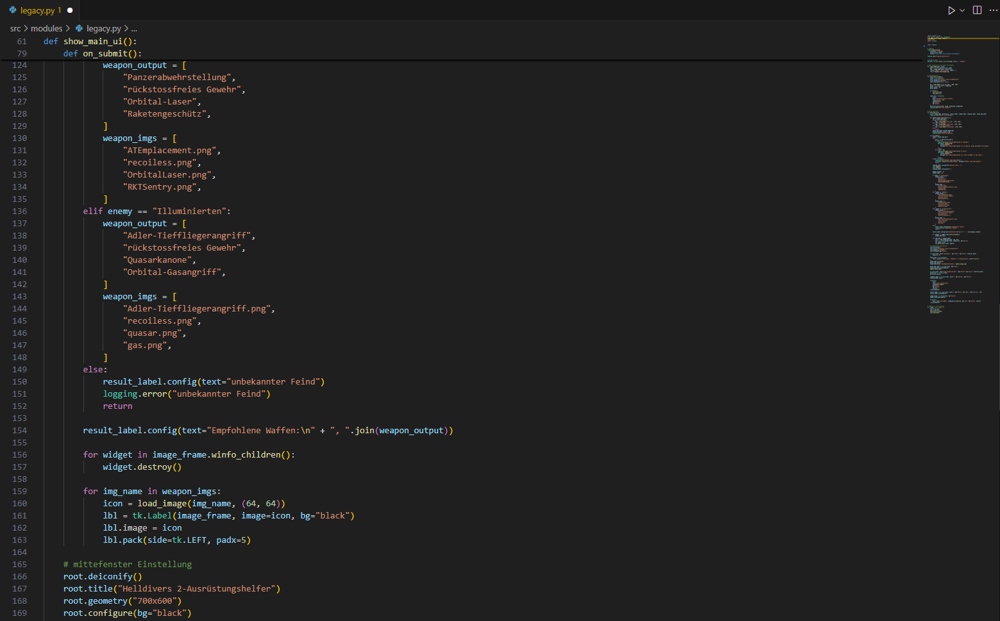 legacy.py 1
src > modules > legacy.py > ...
61 def show_main_ui():
79 def on_submit():
124 weapon_output = [
125 "Panzerabwehrstellung",
126 "rückstossfreies Gewehr",
127 "Orbital-Laser",
128 "Raketengeschütz",
129 ]
130 weapon_imgs = [
131 "ATEmplacement.png",
132 "recoiless.png",
133 "OrbitalLaser.png",
134 "RKTSentry.png",
135 ]
136 elif enemy == "Illuminierten":
137 weapon_output = [
138 "Adler-Tieffliegerangriff",
139 "rückstossfreies Gewehr",
140 "Quasarkanone",
141 "Orbital-Gasangriff",
142 ]
143 weapon_imgs = [
144 "Adler-Tieffliegerangriff.png",
145 "recoiless.png",
146 "quasar.png",
147 "gas.png",
148 ]
149 else:
150 result_label.config(text="unbekannter Feind")
151 logging.error("unbekannter Feind")
152 return
153
154 result_label.config(text="Empfohlene Waffen:\n" + ", ".join(weapon_output))
155
156 for widget in image_frame.winfo_children():
157 widget.destroy()
158
159 for img_name in weapon_imgs:
160 icon = load_image(img_name, (64, 64))
161 lbl = tk.Label(image_frame, image=icon, bg="black")
162 lbl.image = icon
163 lbl.pack(side=tk.LEFT, padx=5)
164
165 # mittefenster Einstellung
166 root.deiconify()
167 root.title("Helldivers 2-Ausrüstungshelfer")
168 root.geometry("700x600")
169 root.configure(bg="black")